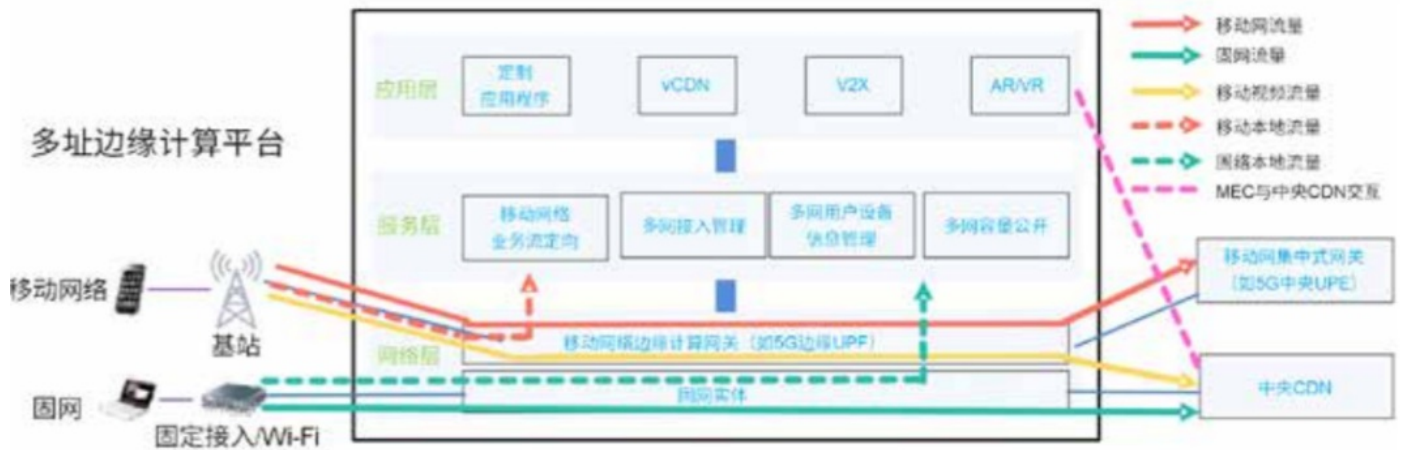 移动网流量
固网流量
移动视频流量
移动本地流量
固络本地流量
MEC与中央CDN交互
多址边缘计算平台
应用层
定制
应用程序
vCDN
V2X
AR/VR
服务层
移动网络
业务流定向
多网接入管理
多网用户设备
信息管理
多网容量公开
移动网络
基站
网络层
移动网络边缘计算网关（如5G边缘UPF）
移动网集中式网关
（如5G中央UPE）
固网
固定接入/Wi-Fi
固网实体
中央CDN